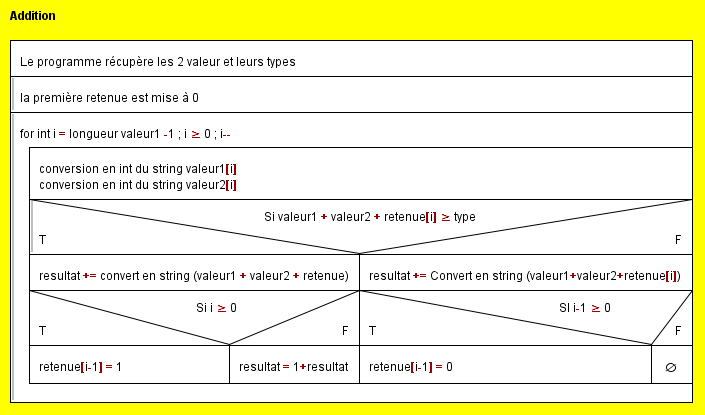 Addition
Le programme récupère les 2 valeur et leurs types
la première retenue est mise à 0
for int i = longueur valeur1 -1 ; i ≥ 0 ; i--
conversion en int du string valeur1[i]
conversion en int du string valeur2[i]
Si valeur1 + valeur2 + retenue[i] ≥ type
T F
resultat += convert en string (valeur1 + valeur2 + retenue) resultat += Convert en string (valeur1+valeur2+retenue[i])
Si i ≥ 0 SI i-1 ≥ 0
T F T F
retenue[i-1] = 1 resultat = 1+resultat retenue[i-1] = 0 ∅